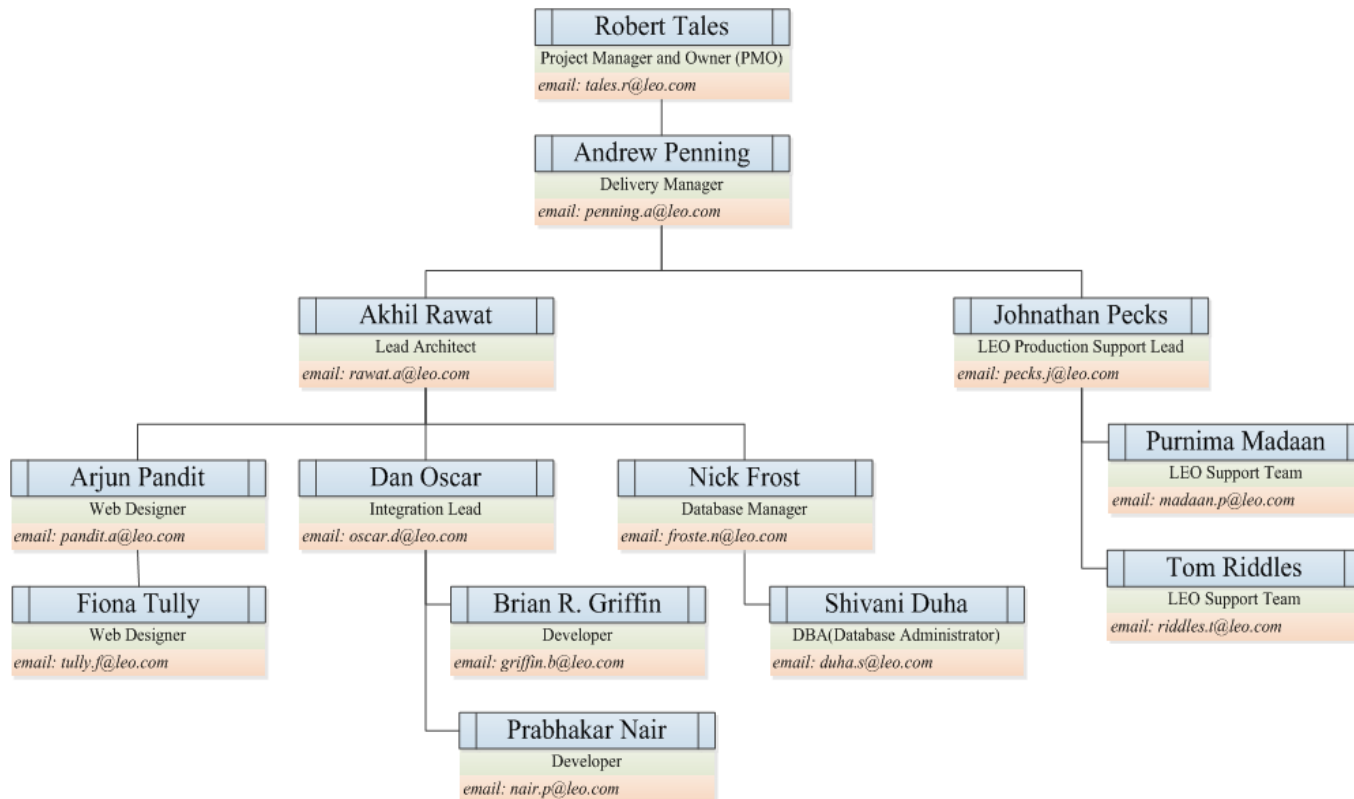 Robert Tales
Project Manager and Owner (PMO)
email: tales.r@leo.com
Andrew Penning
Delivery Manager
email: penning.a@leo.com
Akhil Rawat
Lead Architect
email: rawat.a@leo.com
Johnathan Pecks
LEO Production Support Lead
email: pecks.j@leo.com
Arjun Pandit
Web Designer
email: pandit.a@leo.com
Dan Oscar
Integration Lead
email: oscar.d@leo.com
Nick Frost
Database Manager
email: froste.n@leo.com
Purnima Madaan
LEO Support Team
email: madaan.p@leo.com
Tom Riddles
LEO Support Team
email: riddles.t@leo.com
Fiona Tully
Web Designer
email: tully.f@leo.com
Brian R. Griffin
Developer
email: griffin.b@leo.com
Shivani Duha
DBA(Database Administrator)
email: duha.s@leo.com
Prabhakar Nair
Developer
email: nair.p@leo.com